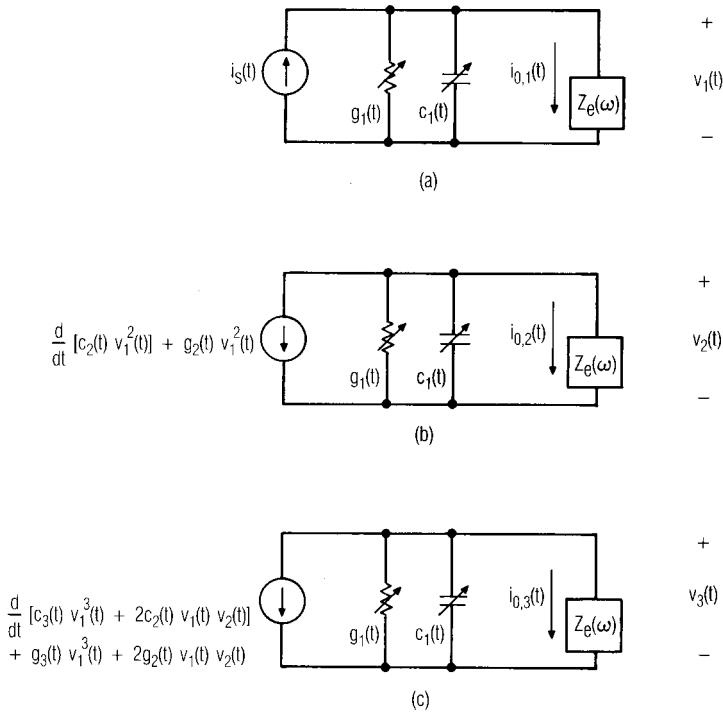 i_S(t)
g_1(t)
c_1(t)
i_{0,1}(t)
Z_e(ω)
+
v_1(t)
−
(a)
d/dt [c_2(t) v_1^2(t)] + g_2(t) v_1^2(t)
g_1(t)
c_1(t)
i_{0,2}(t)
Z_e(ω)
+
v_2(t)
−
(b)
d/dt [c_3(t) v_1^3(t) + 2c_2(t) v_1(t) v_2(t)]
+ g_3(t) v_1^3(t) + 2g_2(t) v_1(t) v_2(t)
g_1(t)
c_1(t)
i_{0,3}(t)
Z_e(ω)
+
v_3(t)
−
(c)